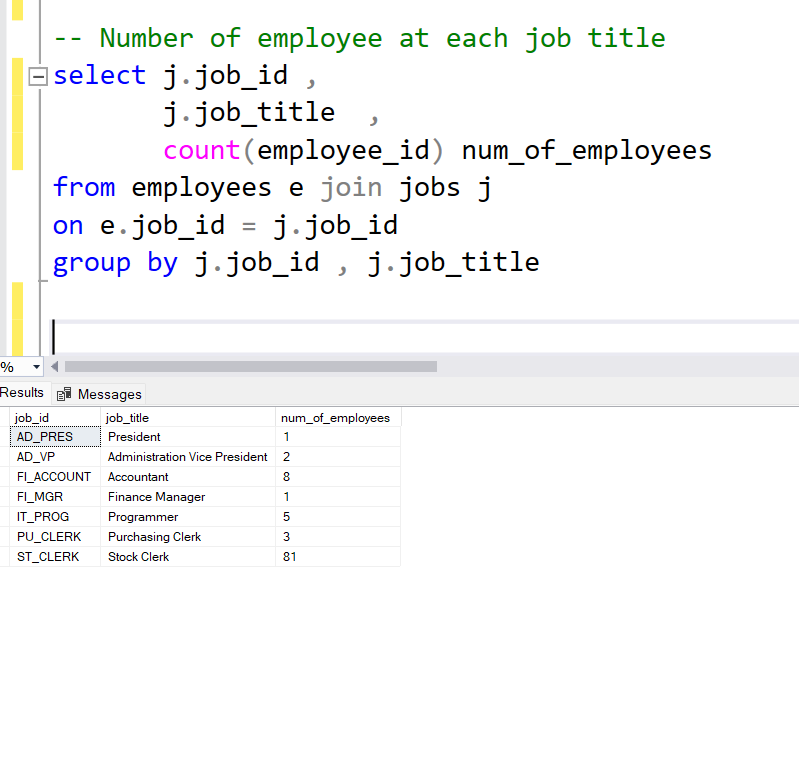 -- Number of employee at each job title
select j.job_id ,
j.job_title ,
count(employee_id) num_of_employees
from employees e join jobs j
on e.job_id = j.job_id
group by j.job_id , j.job_title
%
Results Messages
job_id job_title num_of_employees
AD_PRES President 1
AD_VP Administration Vice President 2
FI_ACCOUNT Accountant 8
FI_MGR Finance Manager 1
IT_PROG Programmer 5
PU_CLERK Purchasing Clerk 3
ST_CLERK Stock Clerk 81